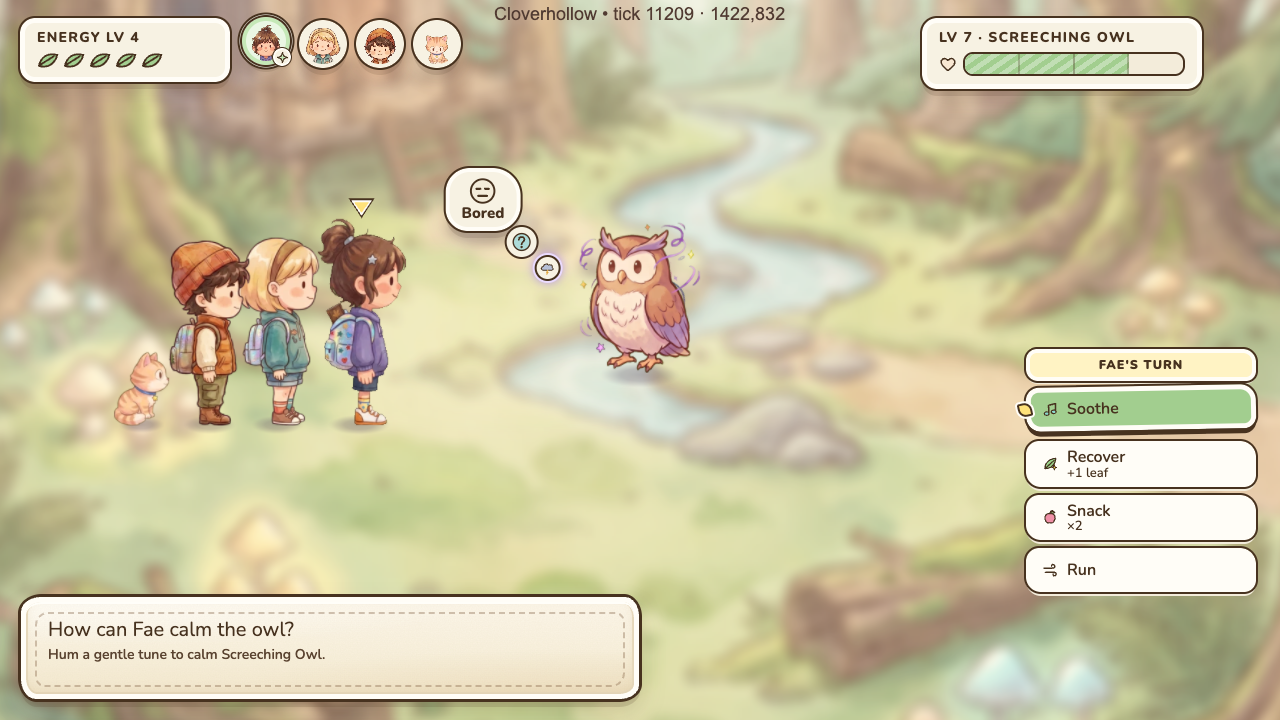 Cloverhollow • tick 11209 · 1422,832
ENERGY LV 4
LV 7 · SCREECHING OWL
Bored
?
FAE'S TURN
Soothe
Recover
+1 leaf
Snack
×2
Run
How can Fae calm the owl?
Hum a gentle tune to calm Screeching Owl.